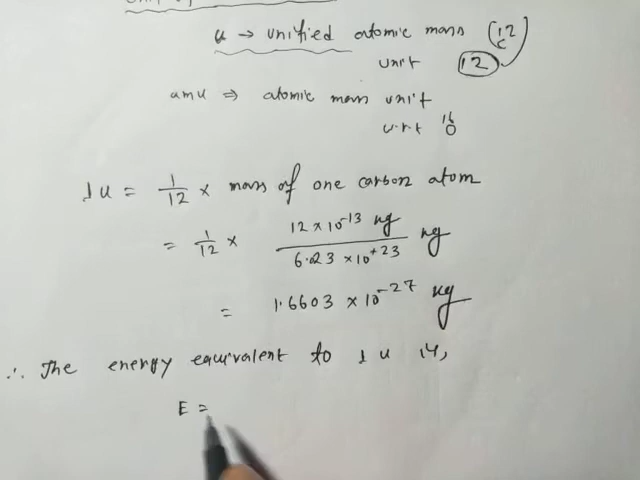 u → unified atomic mass (12 C)
unit 12
amu ⇒ atomic mass unit
w.r.t 16 O
1 u = 1/12 × mass of one carbon atom
= 1/12 × 12 × 10^-13 kg / 6.023 × 10^+23 kg
= 1.6603 × 10^-27 kg
∴ The energy equivalent to 1 u is,
E =